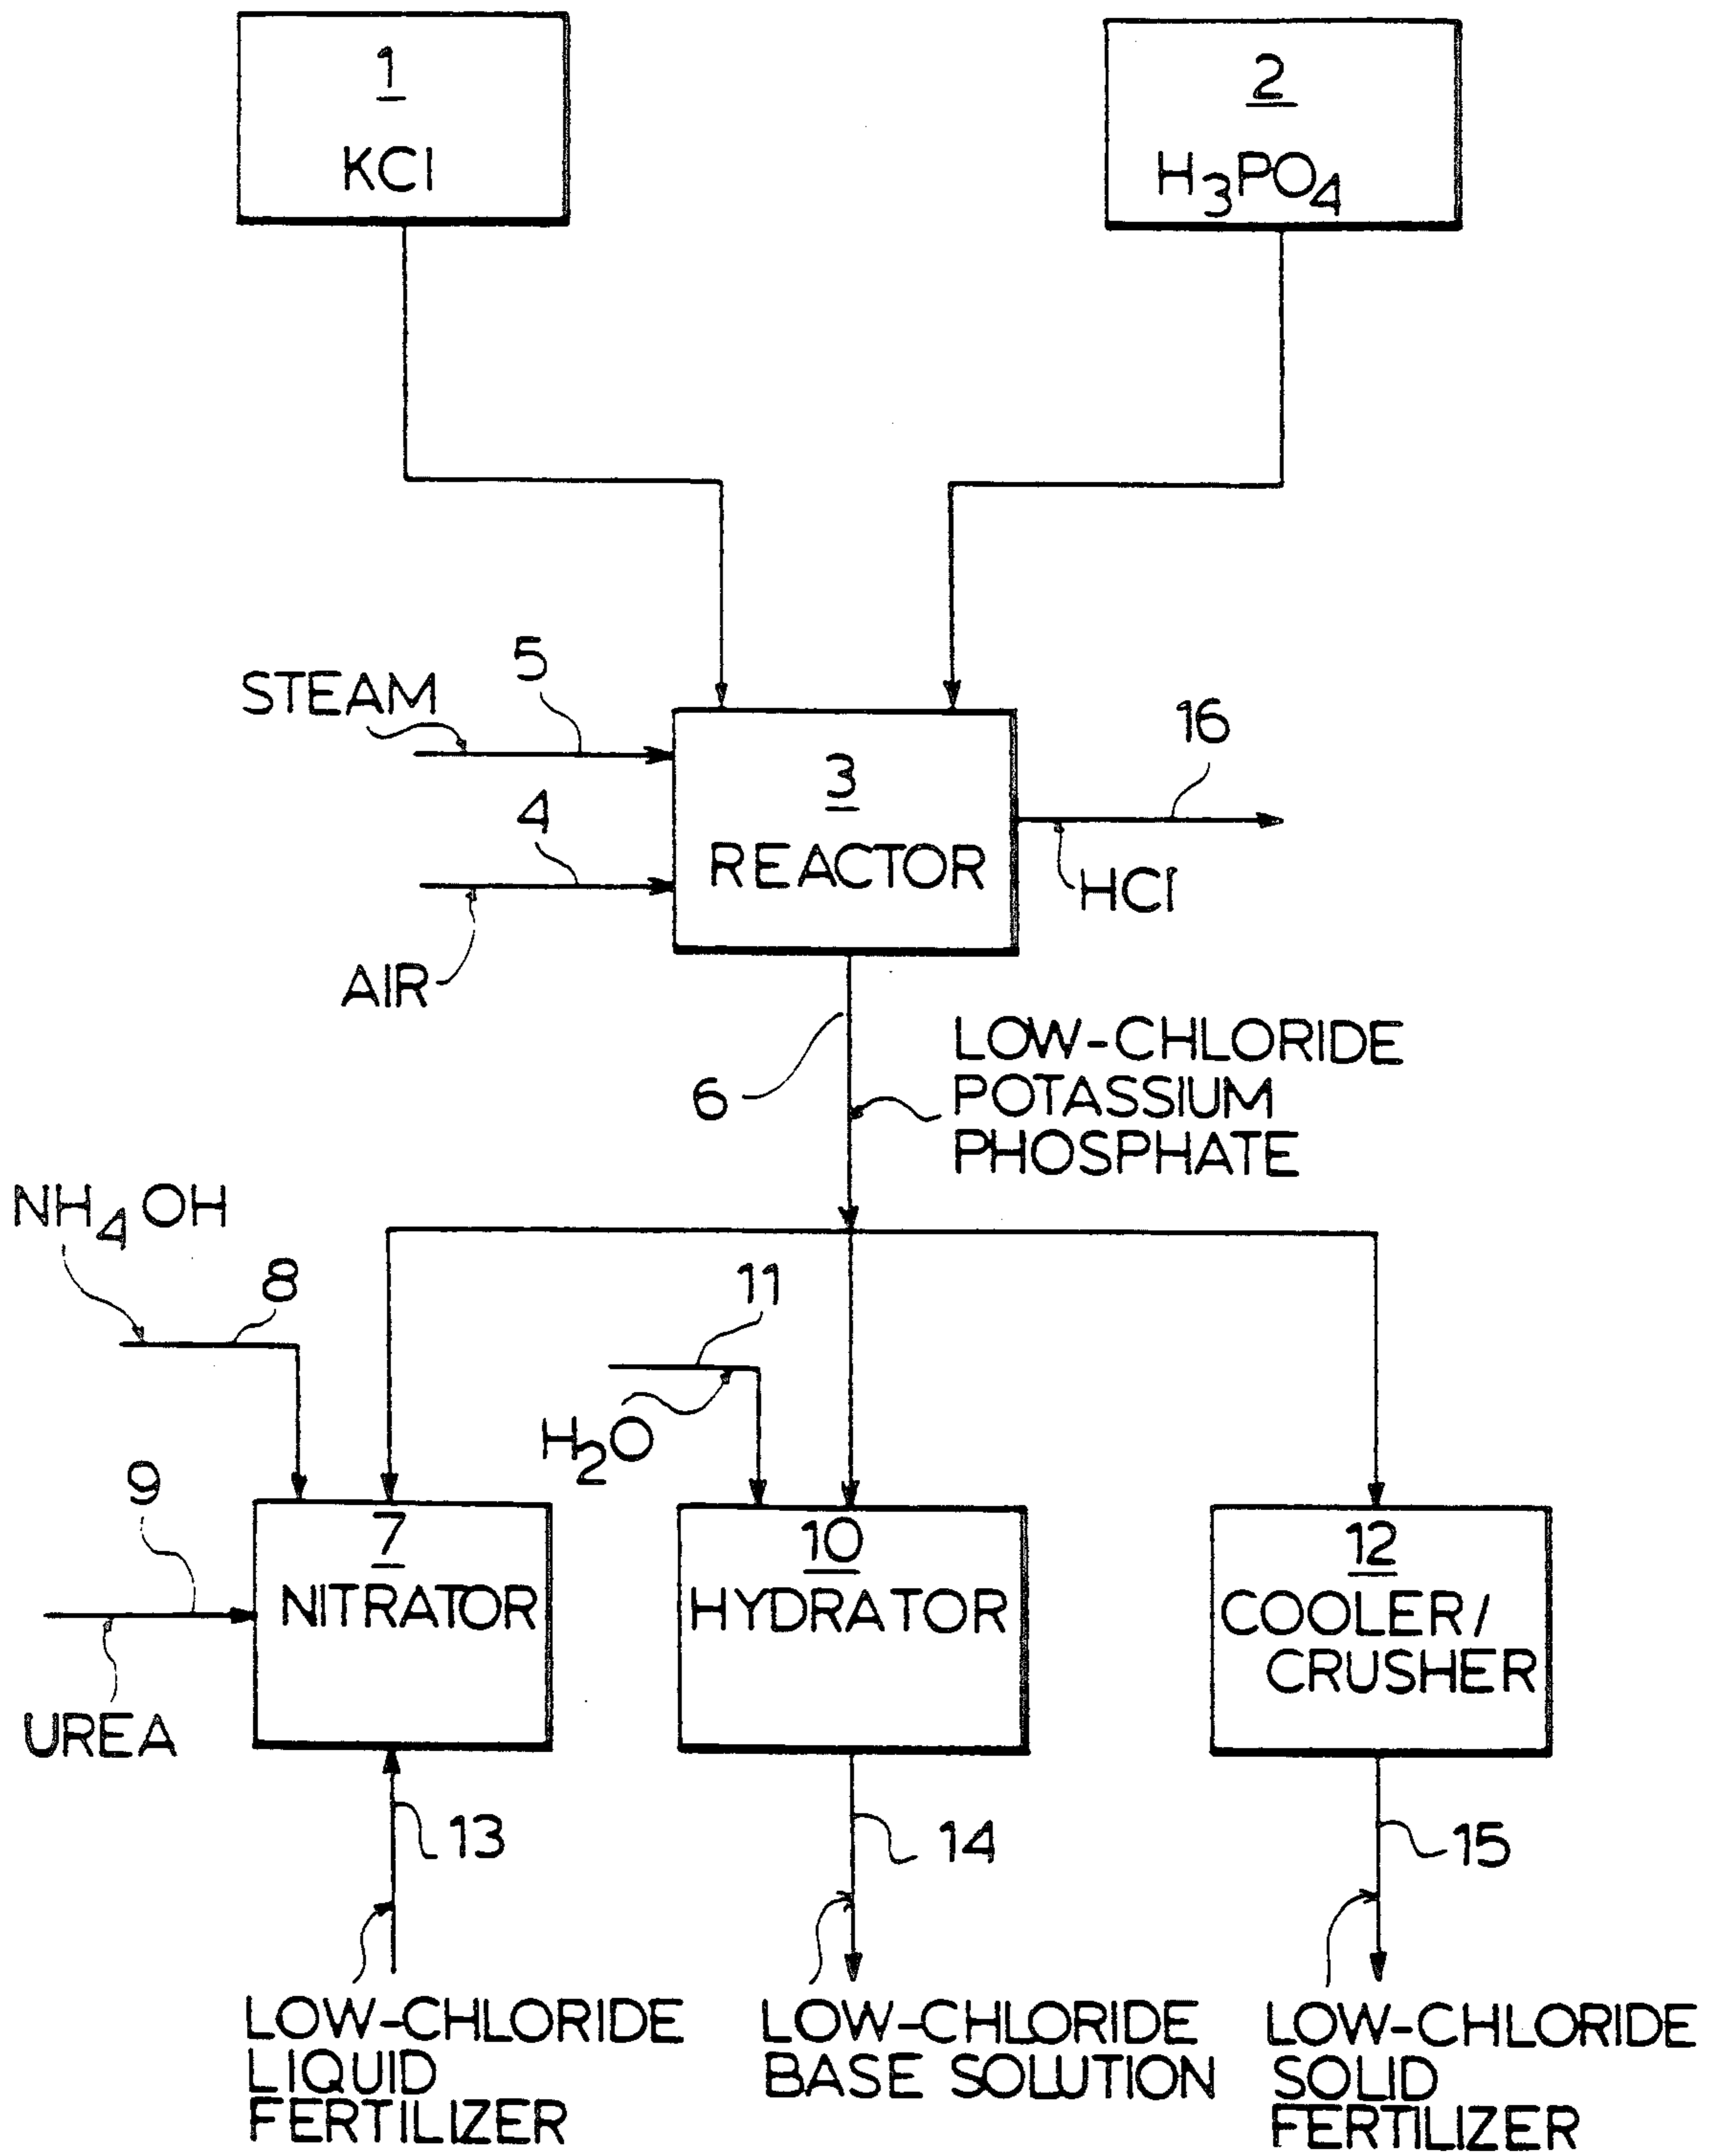 1
KCl
2
H3PO4
STEAM
5
4
AIR
3
REACTOR
16
HCl
6
LOW-CHLORIDE
POTASSIUM
PHOSPHATE
NH4OH
8
11
H2O
9
UREA
7
NITRATOR
10
HYDRATOR
12
COOLER/
CRUSHER
13
14
15
LOW-CHLORIDE
LIQUID
FERTILIZER
LOW-CHLORIDE
BASE SOLUTION
LOW-CHLORIDE
SOLID
FERTILIZER